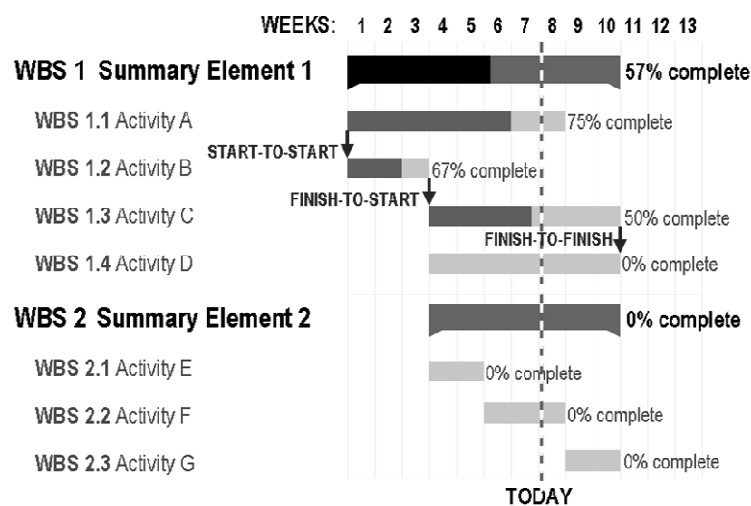 WEEKS: 1 2 3 4 5 6 7 8 9 10 11 12 13
WBS 1 Summary Element 1 57% complete
WBS 1.1 Activity A 75% complete
START-TO-START
WBS 1.2 Activity B 67% complete
FINISH-TO-START
WBS 1.3 Activity C 50% complete
FINISH-TO-FINISH
WBS 1.4 Activity D 0% complete
WBS 2 Summary Element 2 0% complete
WBS 2.1 Activity E 0% complete
WBS 2.2 Activity F 0% complete
WBS 2.3 Activity G 0% complete
TODAY